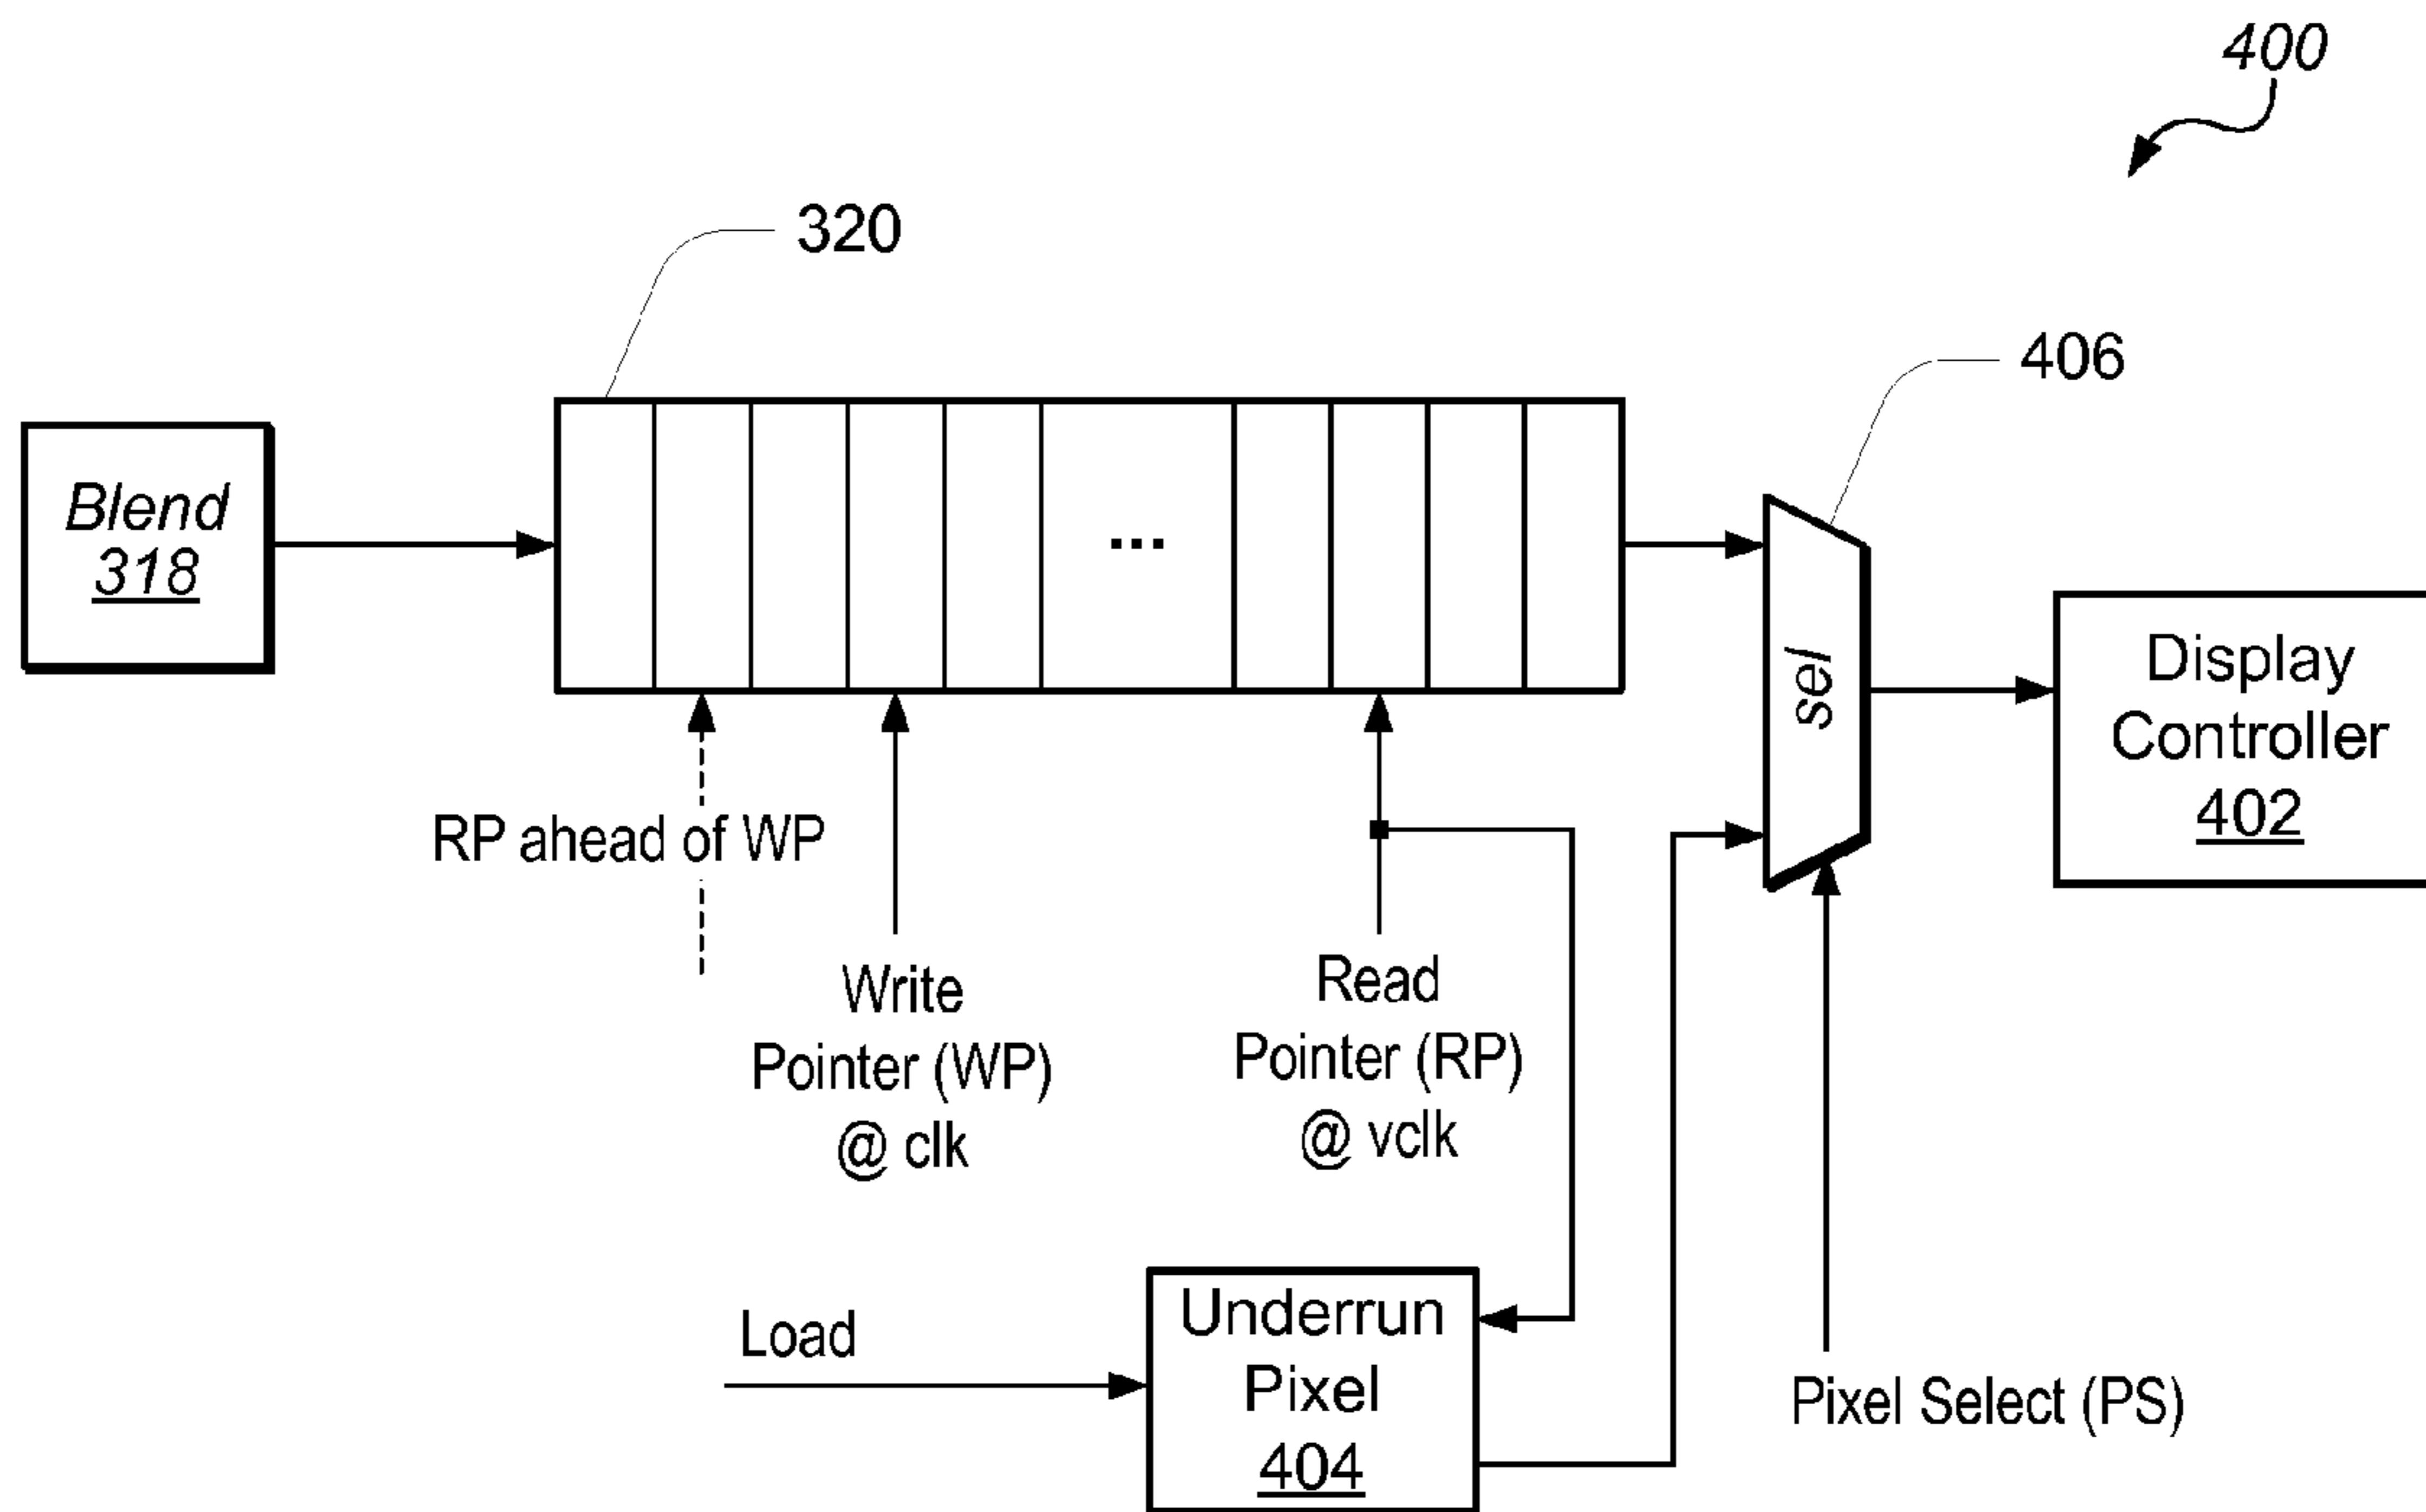 400
320
406
Blend
318
...
sel
Display
Controller
402
RP ahead of WP
Write
Pointer (WP)
@ clk
Read
Pointer (RP)
@ vclk
Load
Underrun
Pixel
404
Pixel Select (PS)